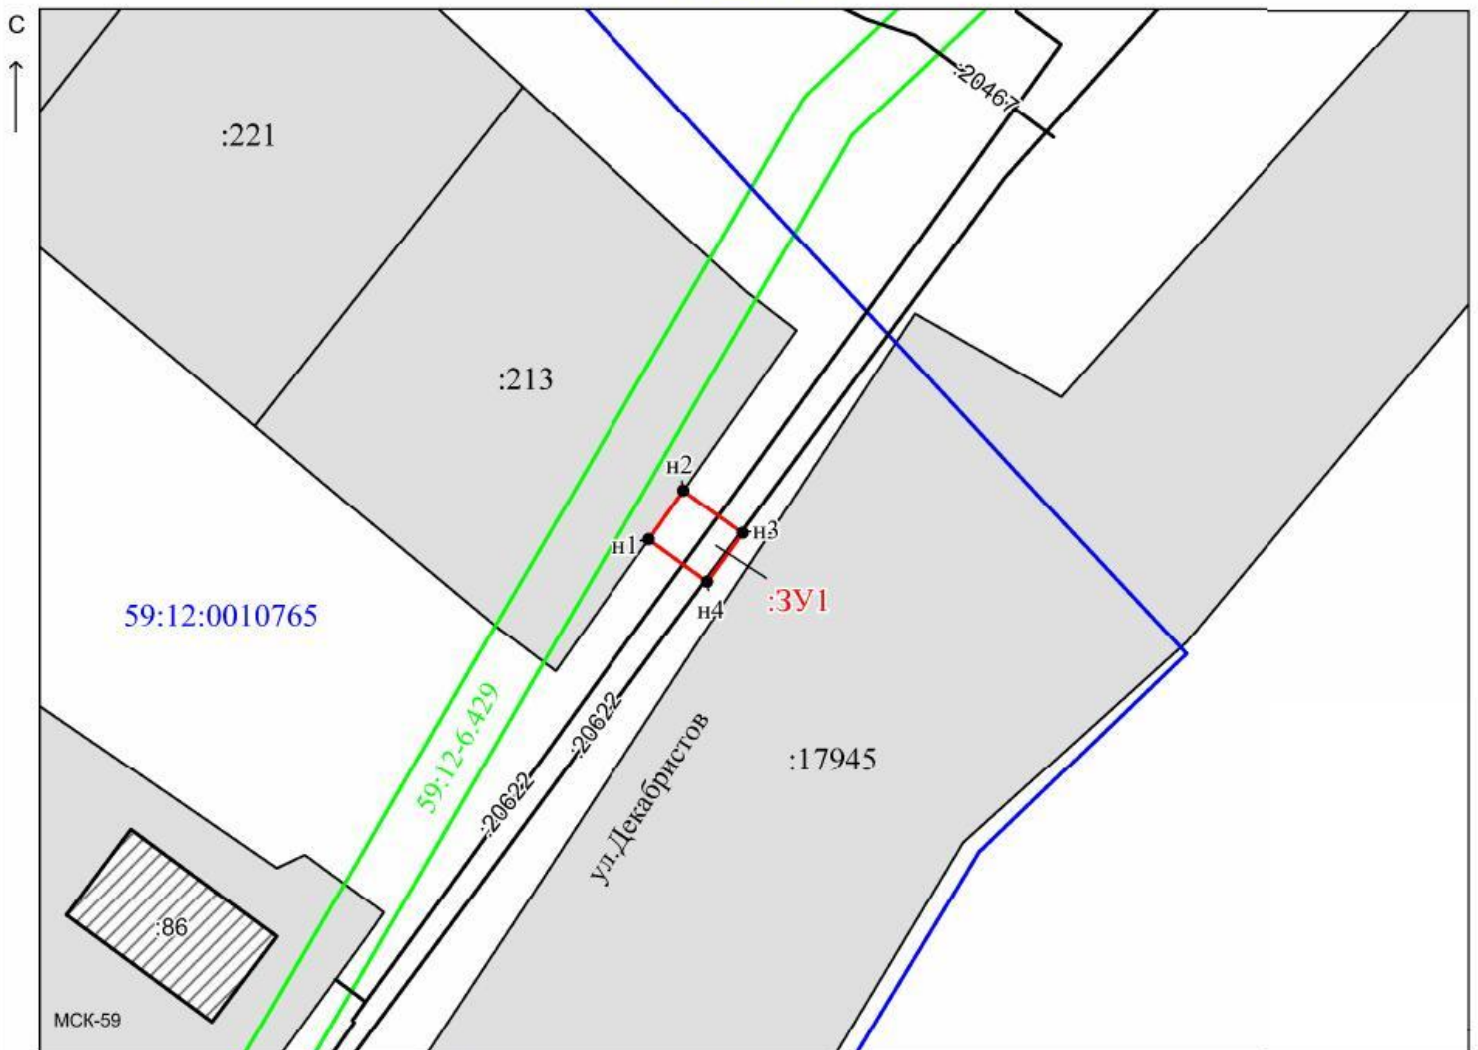 С
:20467
:221
:213
н2
н3
н1
:ЗУ1
н4
59:12:0010765
59:12-6.429
:20622
:20622
ул.Декабристов
:17945
:86
МСК-59